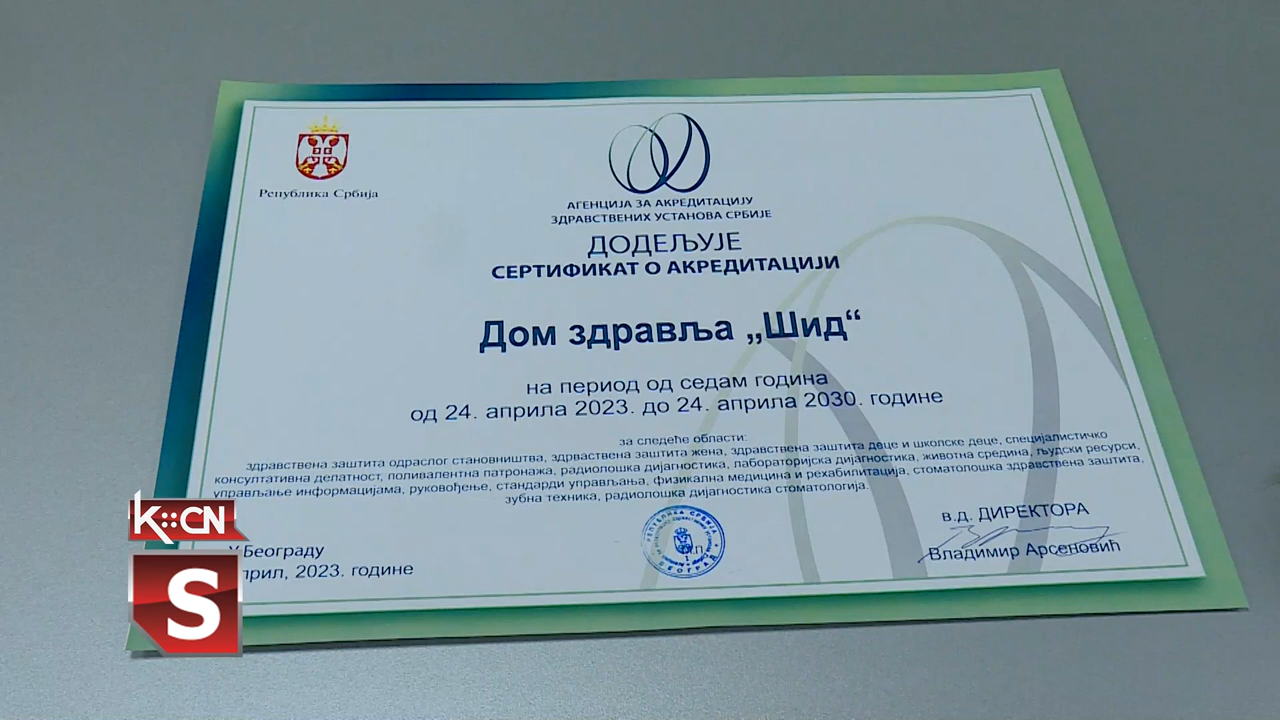 Република Србија
АГЕНЦИЈА ЗА АКРЕДИТАЦИЈУ
ЗДРАВСТВЕНИХ УСТАНОВА СРБИЈЕ
ДОДЕЉУЈЕ
СЕРТИФИКАТ О АКРЕДИТАЦИЈИ
Дом здравља „Шид“
на период од седам година
од 24. априла 2023. до 24. априла 2030. године
за следеће области:
здравствена заштита одраслог становништва, здрваствена заштита жена, здравствена заштита деце и школске деце, специјалистичко
консултативна делатност, поливалентна патронажа, радиолошка дијагностика, лабораторијска дијагностика, животна средина, људски ресурси,
управљање информацијама, руковођење, стандарди управљања, физикална медицина и рехабилитација, стоматолошка здравствена заштита,
зубна техника, радиолошка дијагностика стоматологија.
в.д. ДИРЕКТОРА
Владимир Арсеновић
РЕПУБЛИКА СРБИЈА
БЕОГРАД
У Београду
прил, 2023. године
K::CN
S